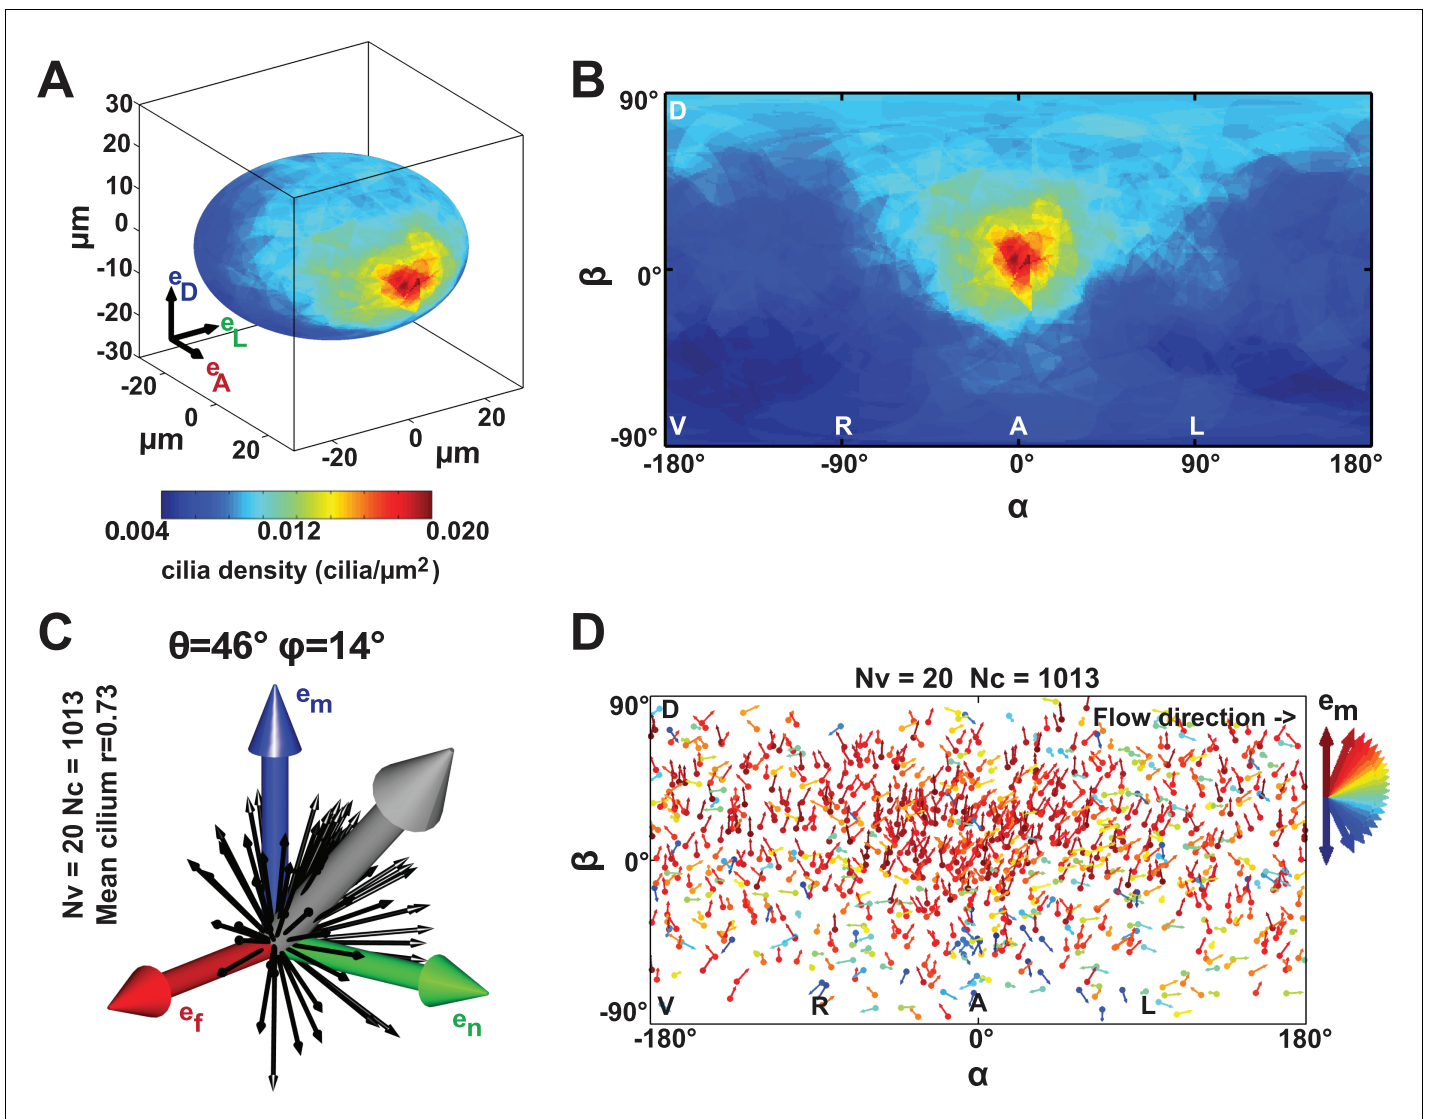 A
30
20
10
0
-10
-20
-30
µm
eD
eL
eA
-20
0
20
µm
-20
0
20
µm
0.004
0.012
0.020
cilia density (cilia/µm2)
B
90°
0°
-90°
β
D
V
R
A
L
-180°
-90°
0°
90°
180°
α
C
θ=46° φ=14°
Nv = 20 Nc = 1013
Mean cilium r=0.73
em
ef
en
D
Nv = 20 Nc = 1013
90°
0°
-90°
β
D
Flow direction ->
em
V
R
A
L
-180°
0°
180°
α